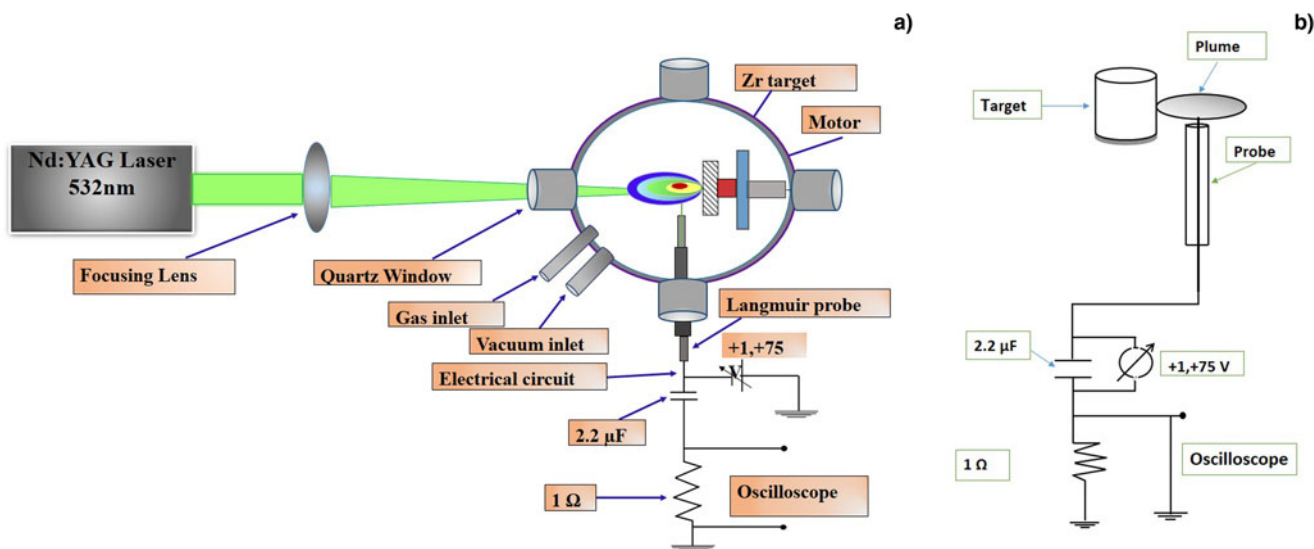 a)
Zr target
Motor
Nd:YAG Laser
532nm
Focusing Lens
Quartz Window
Gas inlet
Vacuum inlet
Langmuir probe
+1,+75
V
Electrical circuit
2.2 µF
1 Ω
Oscilloscope
b)
Plume
Target
Probe
2.2 µF
+1,+75 V
1 Ω
Oscilloscope